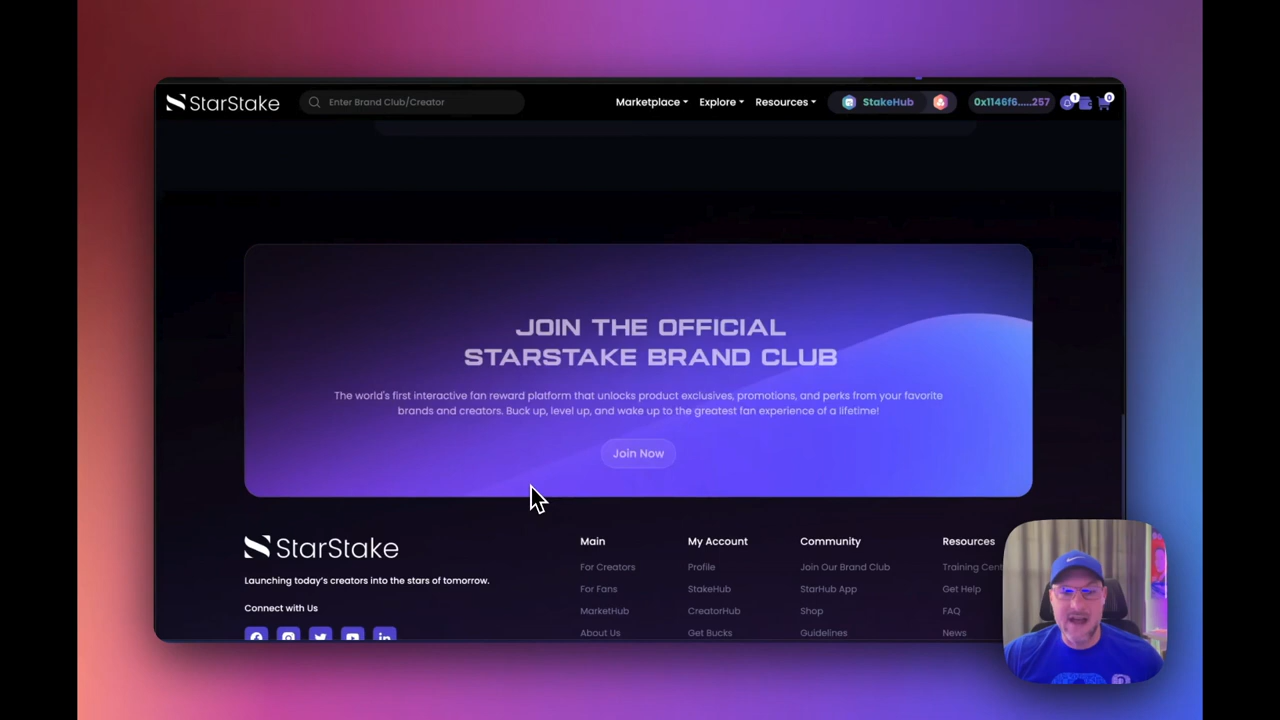 StarStake
Enter Brand Club/Creator
Marketplace
Explore
Resources
StakeHub
0x1146f6.....257
1
0
JOIN THE OFFICIAL
STARSTAKE BRAND CLUB
The world's first interactive fan reward platform that unlocks product exclusives, promotions, and perks from your favorite
brands and creators. Buck up, level up, and wake up to the greatest fan experience of a lifetime!
Join Now
StarStake
Launching today's creators into the stars of tomorrow.
Connect with Us
Main
For Creators
For Fans
MarketHub
About Us
My Account
Profile
StakeHub
CreatorHub
Get Bucks
Community
Join Our Brand Club
StarHub App
Shop
Guidelines
Resources
Training Cent
Get Help
FAQ
News